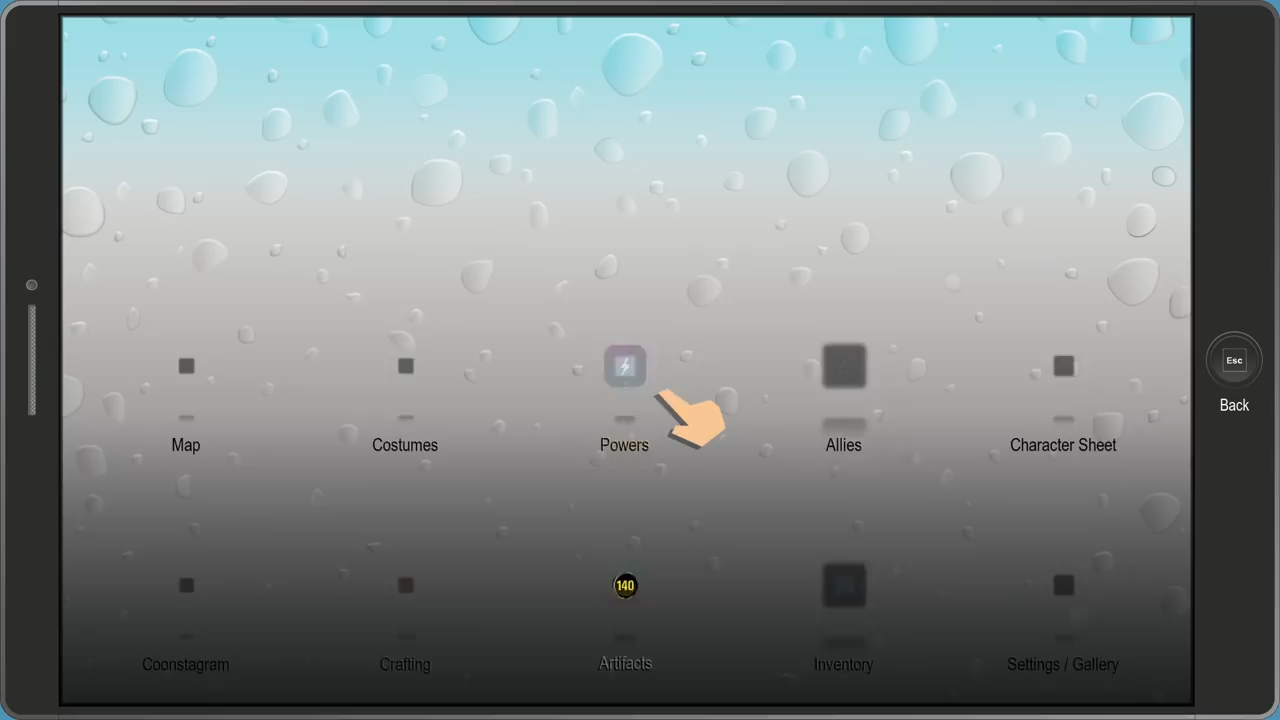 Esc
Back
Map
Costumes
Powers
Allies
Character Sheet
140
Coonstagram
Crafting
Artifacts
Inventory
Settings / Gallery